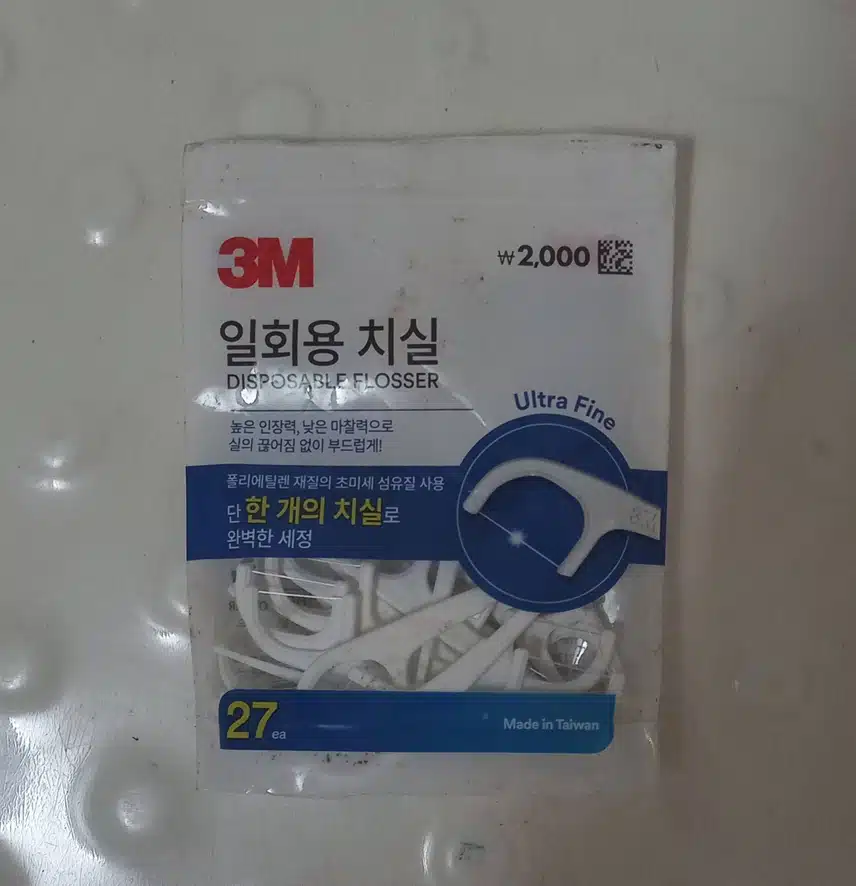 3M
₩2,000
일회용 치실
DISPOSABLE FLOSSER
높은 인장력, 낮은 마찰력으로
실의 끊어짐 없이 부드럽게!
Ultra Fine
폴리에틸렌 재질의 초미세 섬유질 사용
단 한 개의 치실로
완벽한 세정
3M
27ea
Made in Taiwan